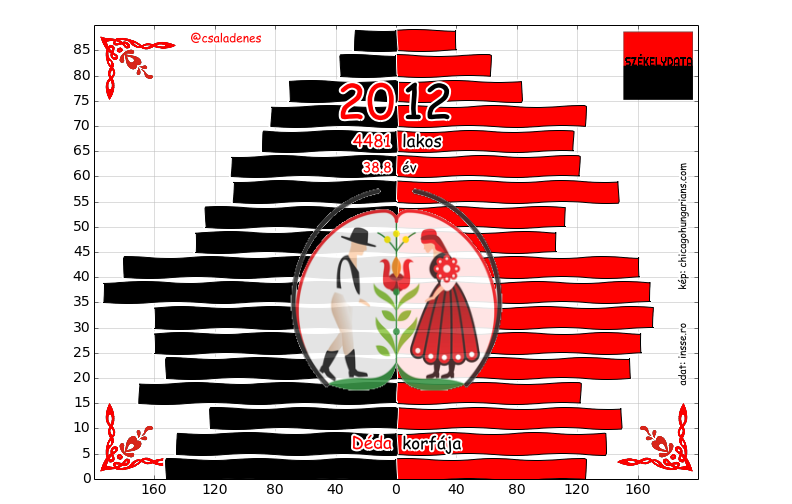 @csaladenes
SZÉKELYDATA
2012
4481 lakos
38.8 év
kép: chicagohungarians.com
adat: insse.ro
Déda korfája
85
80
75
70
65
60
55
50
45
40
35
30
25
20
15
10
5
0
160 120 80 40 0 40 80 120 160